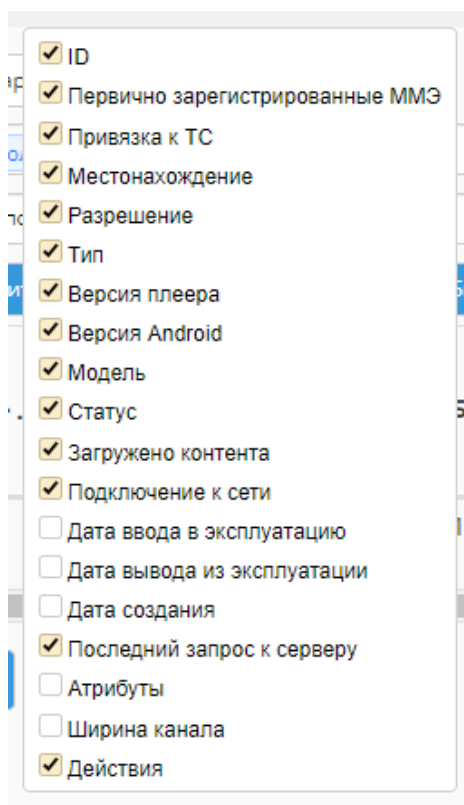 ID
Первично зарегистрированные ММЭ
Привязка к ТС
Местонахождение
Разрешение
Тип
Версия плеера
Версия Android
Модель
Статус
Загружено контента
Подключение к сети
Дата ввода в эксплуатацию
Дата вывода из эксплуатации
Дата создания
Последний запрос к серверу
Атрибуты
Ширина канала
Действия